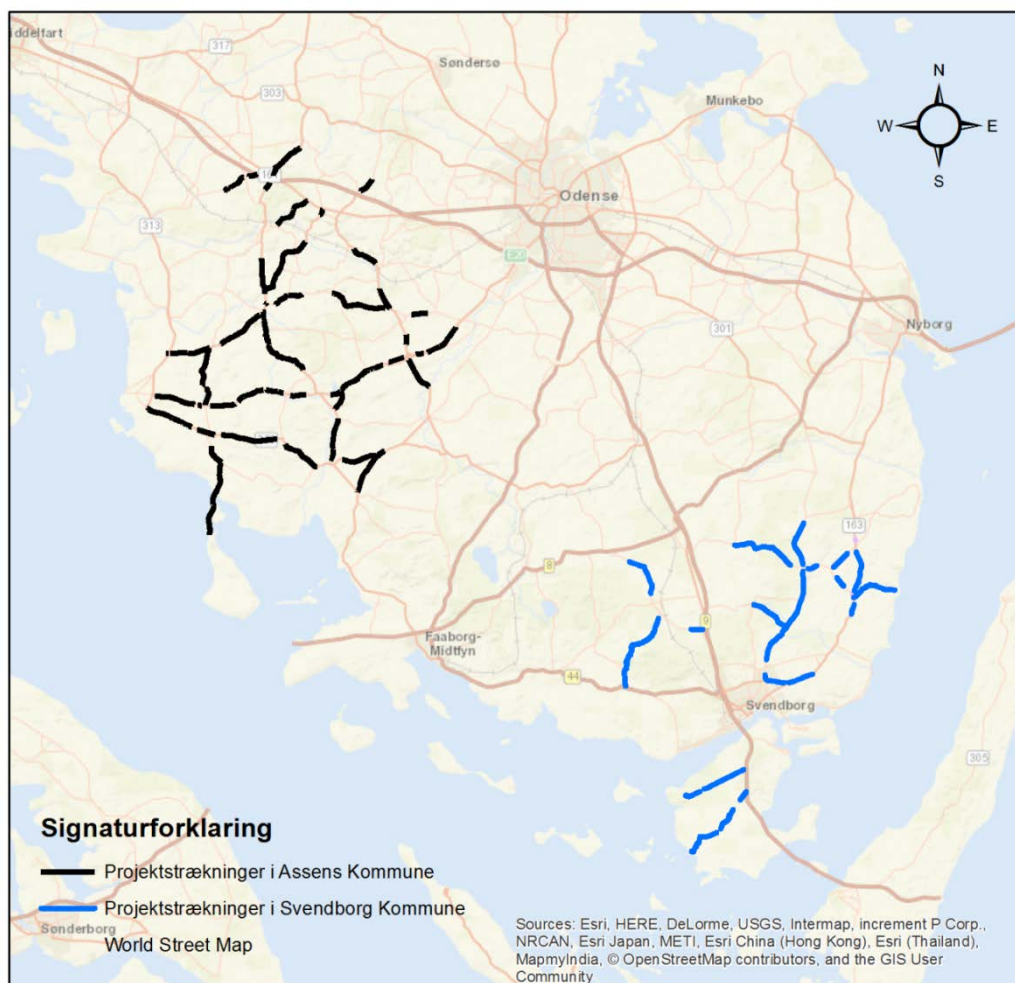 iddelfart
317
Søndersø
303
Munkebo
N
W
E
S
161
Odense
313
E20
301
Nyborg
163
8
9
Faaborg-
Midtfyn
44
Svendborg
305
Signaturforklaring
Projektstrækninger i Assens Kommune
Projektstrækninger i Svendborg Kommune
World Street Map
Sønderborg
Sources: Esri, HERE, DeLorme, USGS, Intermap, increment P Corp.,
NRCAN, Esri Japan, METI, Esri China (Hong Kong), Esri (Thailand),
MapmyIndia, © OpenStreetMap contributors, and the GIS User
Community